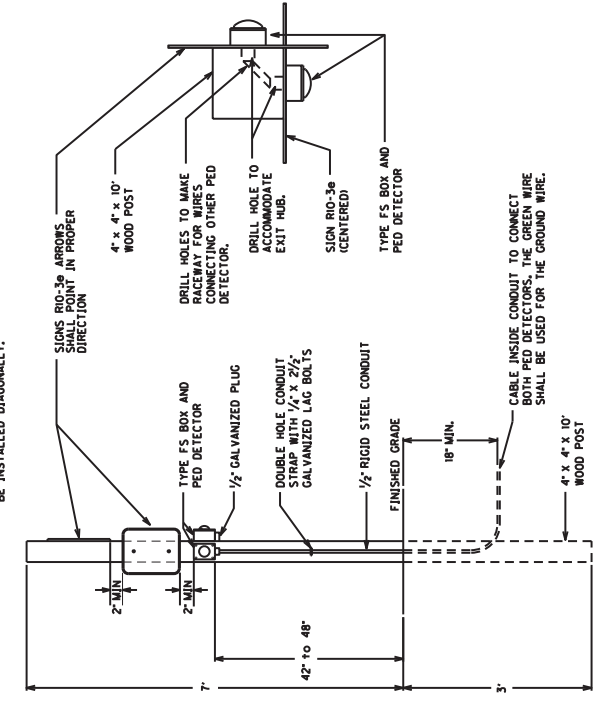 BE INSTALLED DIAGONALLY.
SIGNS R10-3e ARROWS
SHALL POINT IN PROPER
DIRECTION
4" x 4" x 10'
WOOD POST
DRILL HOLES TO MAKE
RACEWAY FOR WIRES
CONNECTING OTHER PED
DETECTOR.
DRILL HOLE TO
ACCOMMODATE
EXIT HUB.
SIGN R10-3e
(CENTERED)
TYPE FS BOX AND
PED DETECTOR
TYPE FS BOX AND
PED DETECTOR
½" GALVANIZED PLUG
DOUBLE HOLE CONDUIT
STRAP WITH ¼" X 2½"
GALVANIZED LAG BOLTS
½" RIGID STEEL CONDUIT
FINISHED GRADE
18" MIN.
CABLE INSIDE CONDUIT TO CONNECT
BOTH PED DETECTORS. THE GREEN WIRE
SHALL BE USED FOR THE GROUND WIRE.
4" X 4" X 10'
WOOD POST
2" MIN
2" MIN
42" to 48"
7'
3'